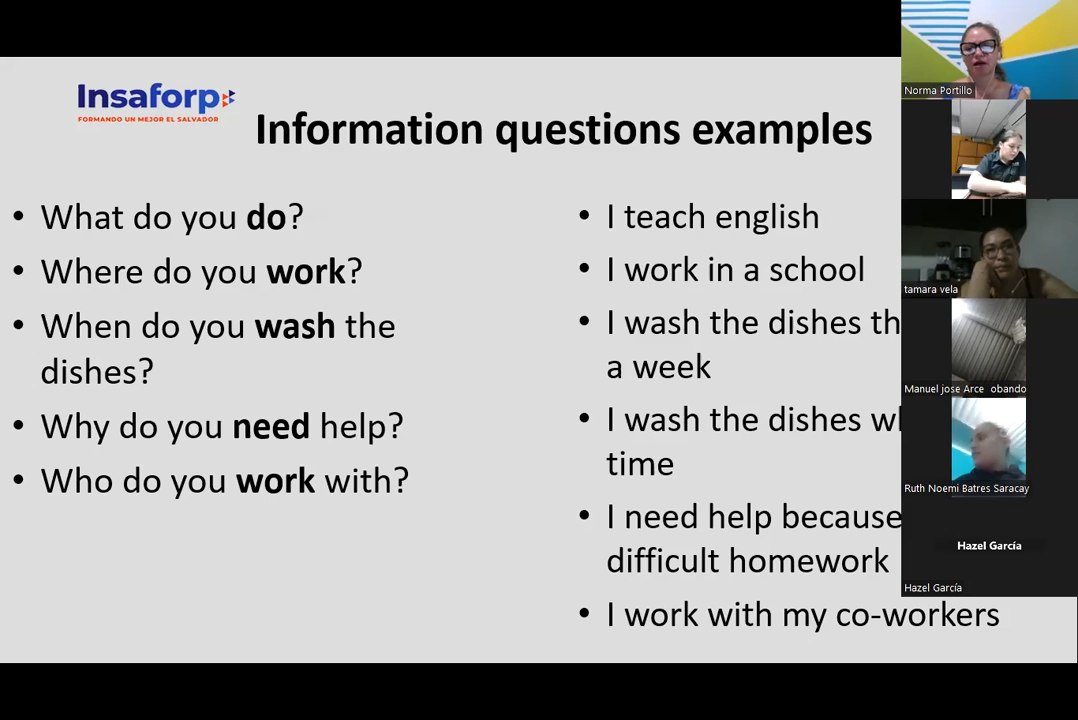 Insaforp
FORMANDO UN MEJOR EL SALVADOR
Information questions examples
• What do you do?
• Where do you work?
• When do you wash the
dishes?
• Why do you need help?
• Who do you work with?
• I teach english
• I work in a school
• I wash the dishes
a week
• I wash the dishes
time
• I need help because
difficult homework
• I work with my co-workers
Norma Portillo
tamara vela
Manuel jose Arce obando
Ruth Noemi Batres Saracay
Hazel García
Hazel García